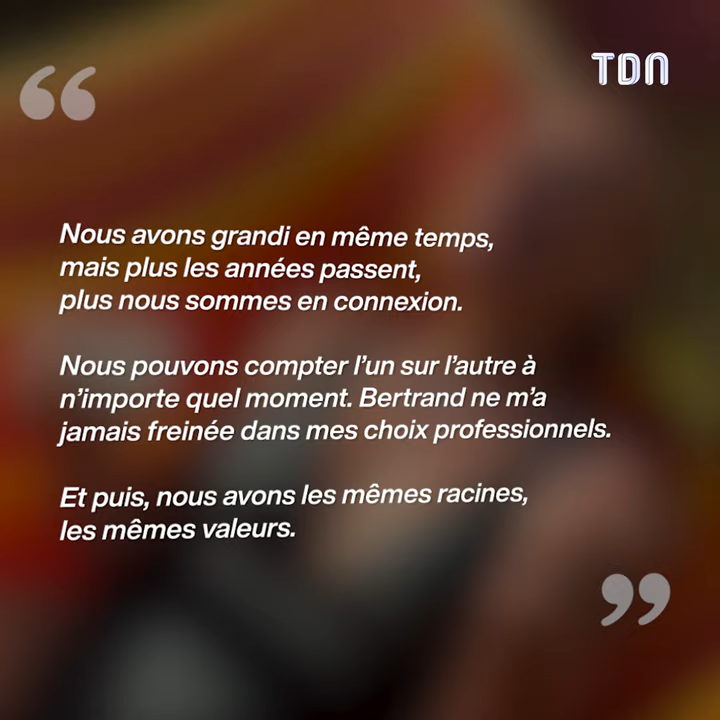 TDN
“
Nous avons grandi en même temps,
mais plus les années passent,
plus nous sommes en connexion.
Nous pouvons compter l’un sur l’autre à
n’importe quel moment. Bertrand ne m’a
jamais freinée dans mes choix professionnels.
Et puis, nous avons les mêmes racines,
les mêmes valeurs.
”